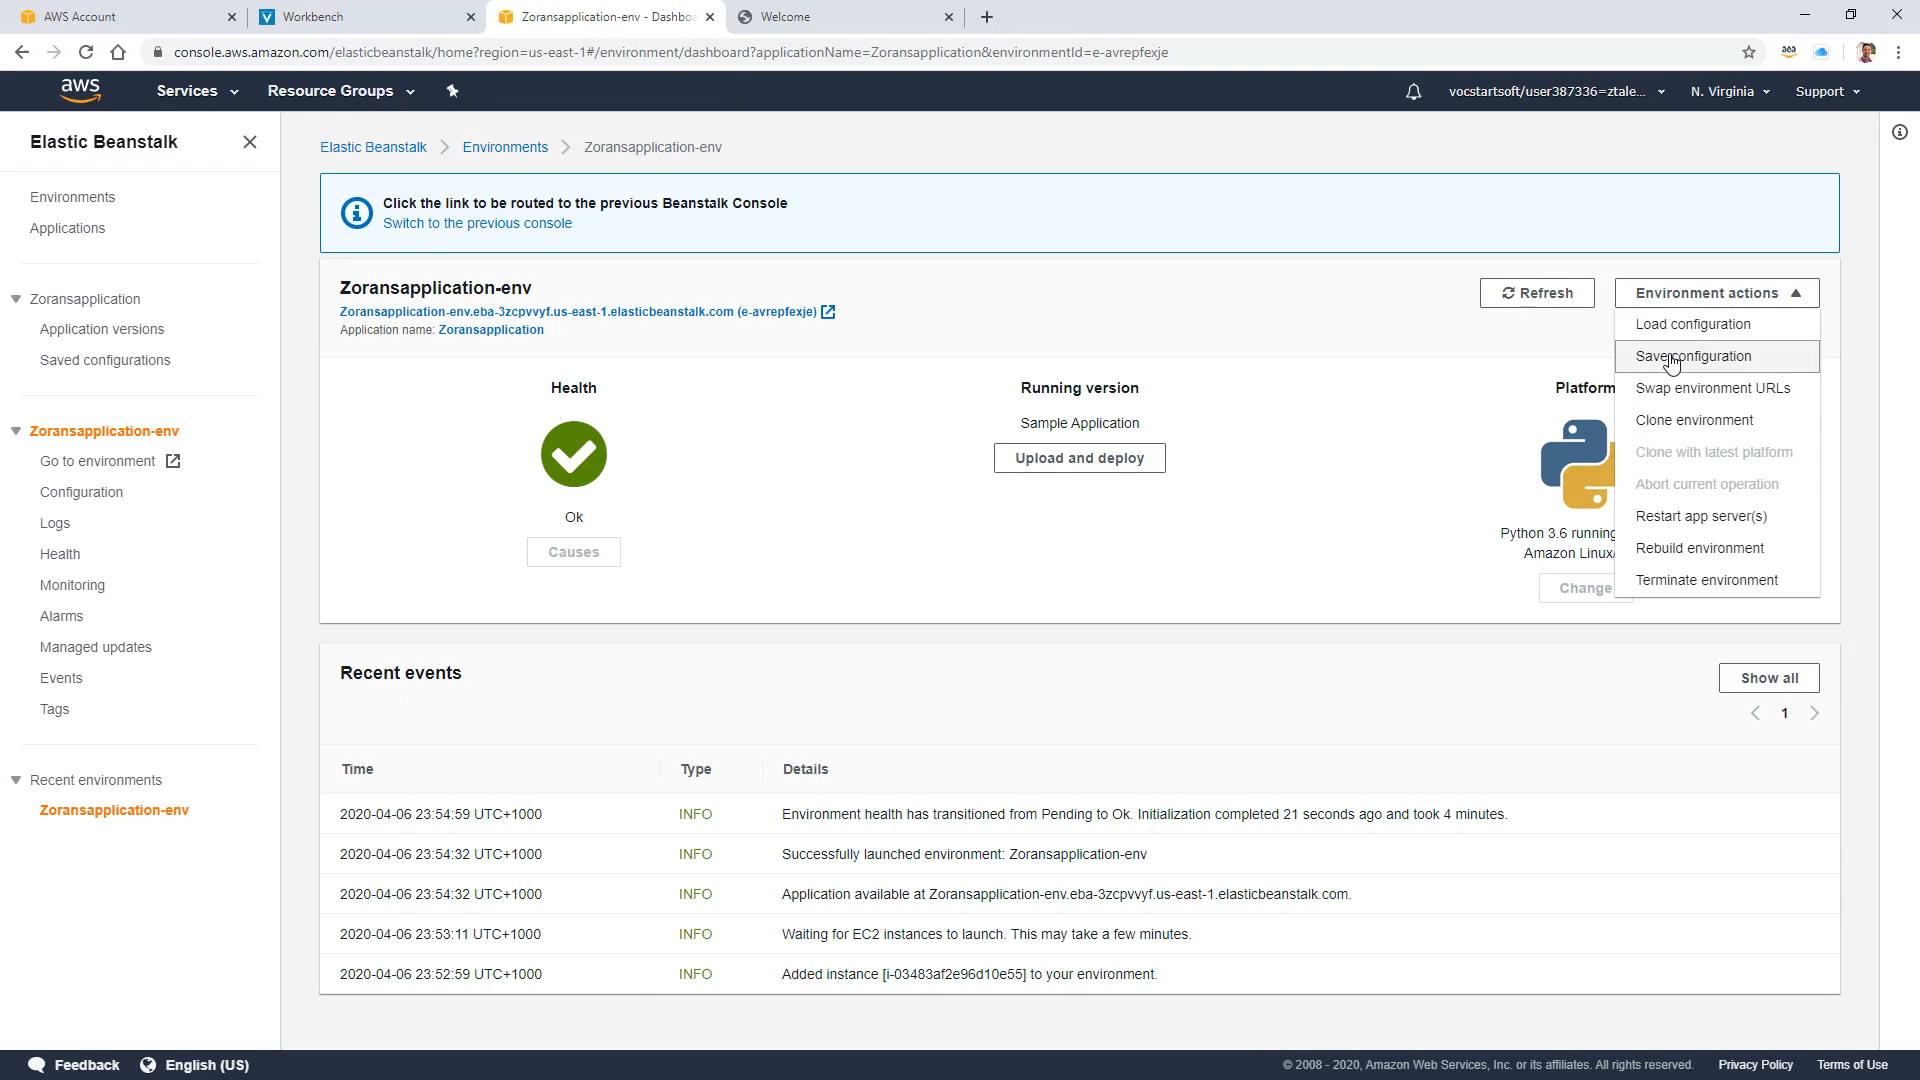 AWS Account
Workbench
Zoransapplication-env - Dashboa
Welcome
console.aws.amazon.com/elasticbeanstalk/home?region=us-east-1#/environment/dashboard?applicationName=Zoransapplication&environmentId=e-avrepfexje
aws
Services
Resource Groups
vocstartsoft/user387336=ztale...
N. Virginia
Support
Elastic Beanstalk
Environments
Applications
Zoransapplication
Application versions
Saved configurations
Zoransapplication-env
Go to environment
Configuration
Logs
Health
Monitoring
Alarms
Managed updates
Events
Tags
Recent environments
Zoransapplication-env
Elastic Beanstalk
Environments
Zoransapplication-env
Click the link to be routed to the previous Beanstalk Console
Switch to the previous console
Zoransapplication-env
Zoransapplication-env.eba-3zcpvvyf.us-east-1.elasticbeanstalk.com (e-avrepfexje)
Application name: Zoransapplication
Refresh
Environment actions
Load configuration
Save configuration
Swap environment URLs
Clone environment
Clone with latest platform
Abort current operation
Restart app server(s)
Rebuild environment
Terminate environment
Health
Ok
Causes
Running version
Sample Application
Upload and deploy
Platform
Python 3.6 running
Amazon Linux/
Change
Recent events
Show all
1
Time Type Details
2020-04-06 23:54:59 UTC+1000 INFO Environment health has transitioned from Pending to Ok. Initialization completed 21 seconds ago and took 4 minutes.
2020-04-06 23:54:32 UTC+1000 INFO Successfully launched environment: Zoransapplication-env
2020-04-06 23:54:32 UTC+1000 INFO Application available at Zoransapplication-env.eba-3zcpvvyf.us-east-1.elasticbeanstalk.com.
2020-04-06 23:53:11 UTC+1000 INFO Waiting for EC2 instances to launch. This may take a few minutes.
2020-04-06 23:52:59 UTC+1000 INFO Added instance [i-03483af2e96d10e55] to your environment.
Feedback
English (US)
© 2008 - 2020, Amazon Web Services, Inc. or its affiliates. All rights reserved.
Privacy Policy
Terms of Use